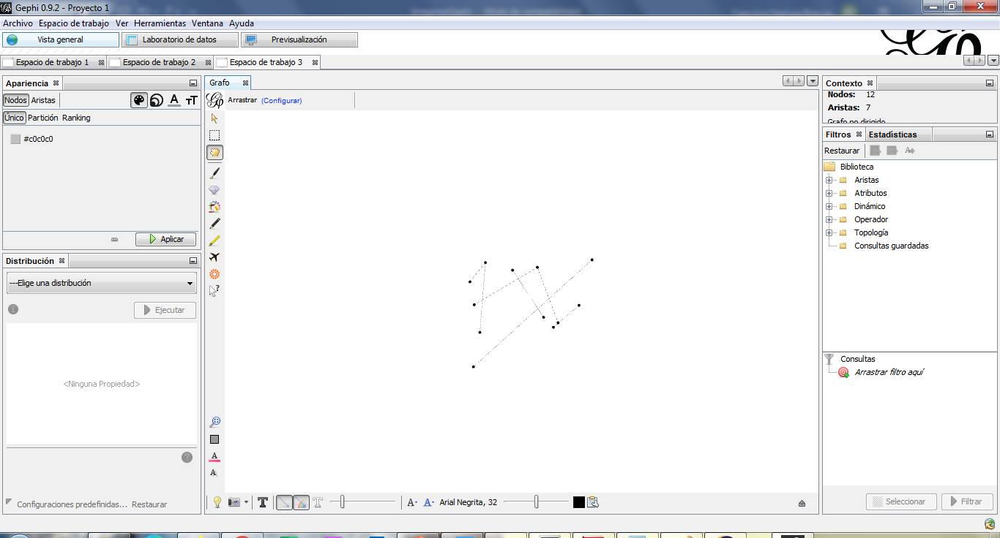 Gephi 0.9.2 - Proyecto 1
Archivo Espacio de trabajo Ver Herramientas Ventana Ayuda
Vista general Laboratorio de datos Previsualización
Espacio de trabajo 1 Espacio de trabajo 2 Espacio de trabajo 3
Apariencia
Nodos Aristas
Único Partición Ranking
#c0c0c0
Aplicar
Distribución
---Elige una distribución
Ejecutar
<Ninguna Propiedad>
Configuraciones predefinidas... Restaurar
Grafo
Arrastrar (Configurar)
Arial Negrita, 32
Contexto
Nodos: 12
Aristas: 7
Grafo no dirigido
Filtros Estadísticas
Restaurar
Biblioteca
Aristas
Atributos
Dinámico
Operador
Topología
Consultas guardadas
Consultas
Arrastrar filtro aquí
Seleccionar Filtrar